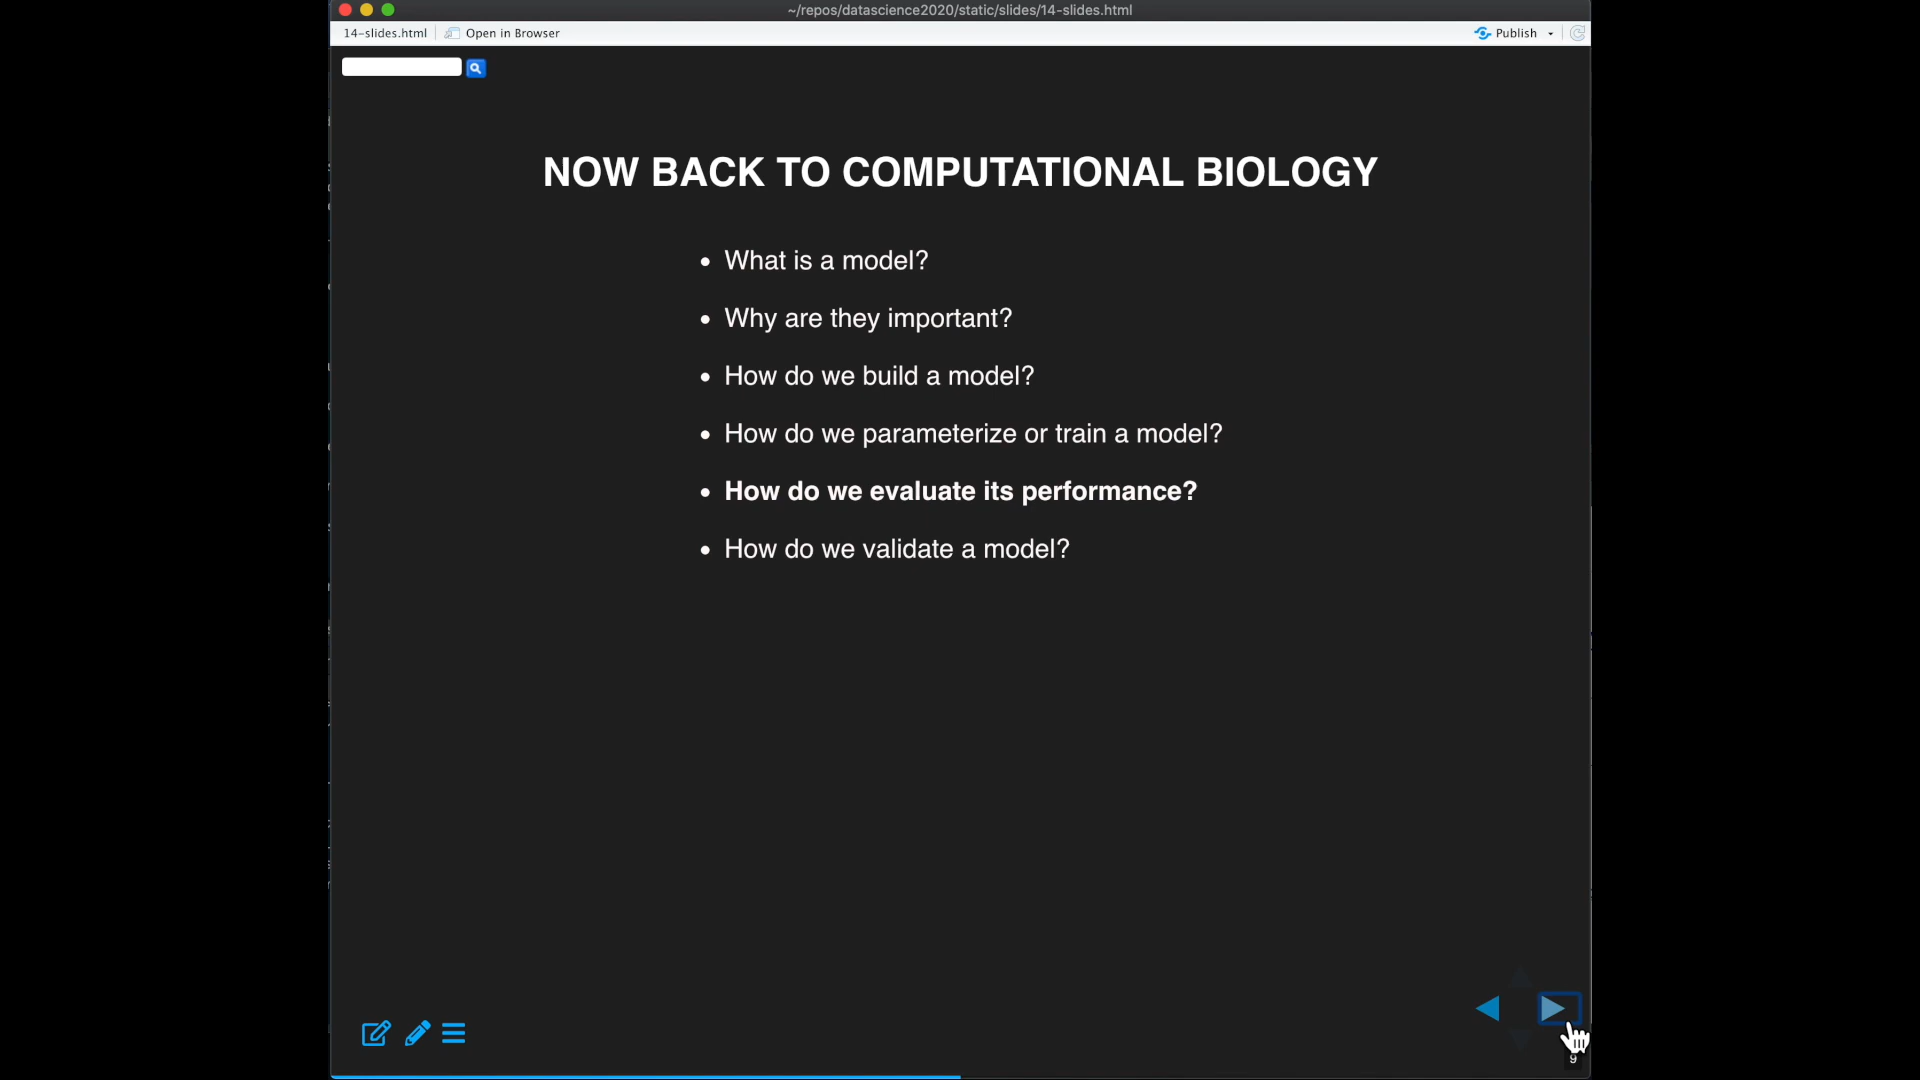 ~/repos/datascience2020/static/slides/14-slides.html
14-slides.html Open in Browser Publish
NOW BACK TO COMPUTATIONAL BIOLOGY
• What is a model?
• Why are they important?
• How do we build a model?
• How do we parameterize or train a model?
• How do we evaluate its performance?
• How do we validate a model?
9